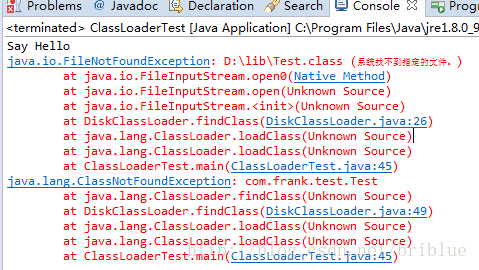 Problems @ Javadoc Declaration Search Console Progr
<terminated> ClassLoaderTest [Java Application] C:\Program Files\Java\jre1.8.0_9
Say Hello
java.io.FileNotFoundException: D:\lib\Test.class (系统找不到指定的文件。)
at java.io.FileInputStream.open0(Native Method)
at java.io.FileInputStream.open(Unknown Source)
at java.io.FileInputStream.<init>(Unknown Source)
at DiskClassLoader.findClass(DiskClassLoader.java:26)
at java.lang.ClassLoader.loadClass(Unknown Source)
at java.lang.ClassLoader.loadClass(Unknown Source)
at ClassLoaderTest.main(ClassLoaderTest.java:45)
java.lang.ClassNotFoundException: com.frank.test.Test
at java.lang.ClassLoader.findClass(Unknown Source)
at DiskClassLoader.findClass(DiskClassLoader.java:49)
at java.lang.ClassLoader.loadClass(Unknown Source)
at java.lang.ClassLoader.loadClass(Unknown Source)
at ClassLoaderTest.main(ClassLoaderTest.java:45)
http://blog.csdn.net/briblue